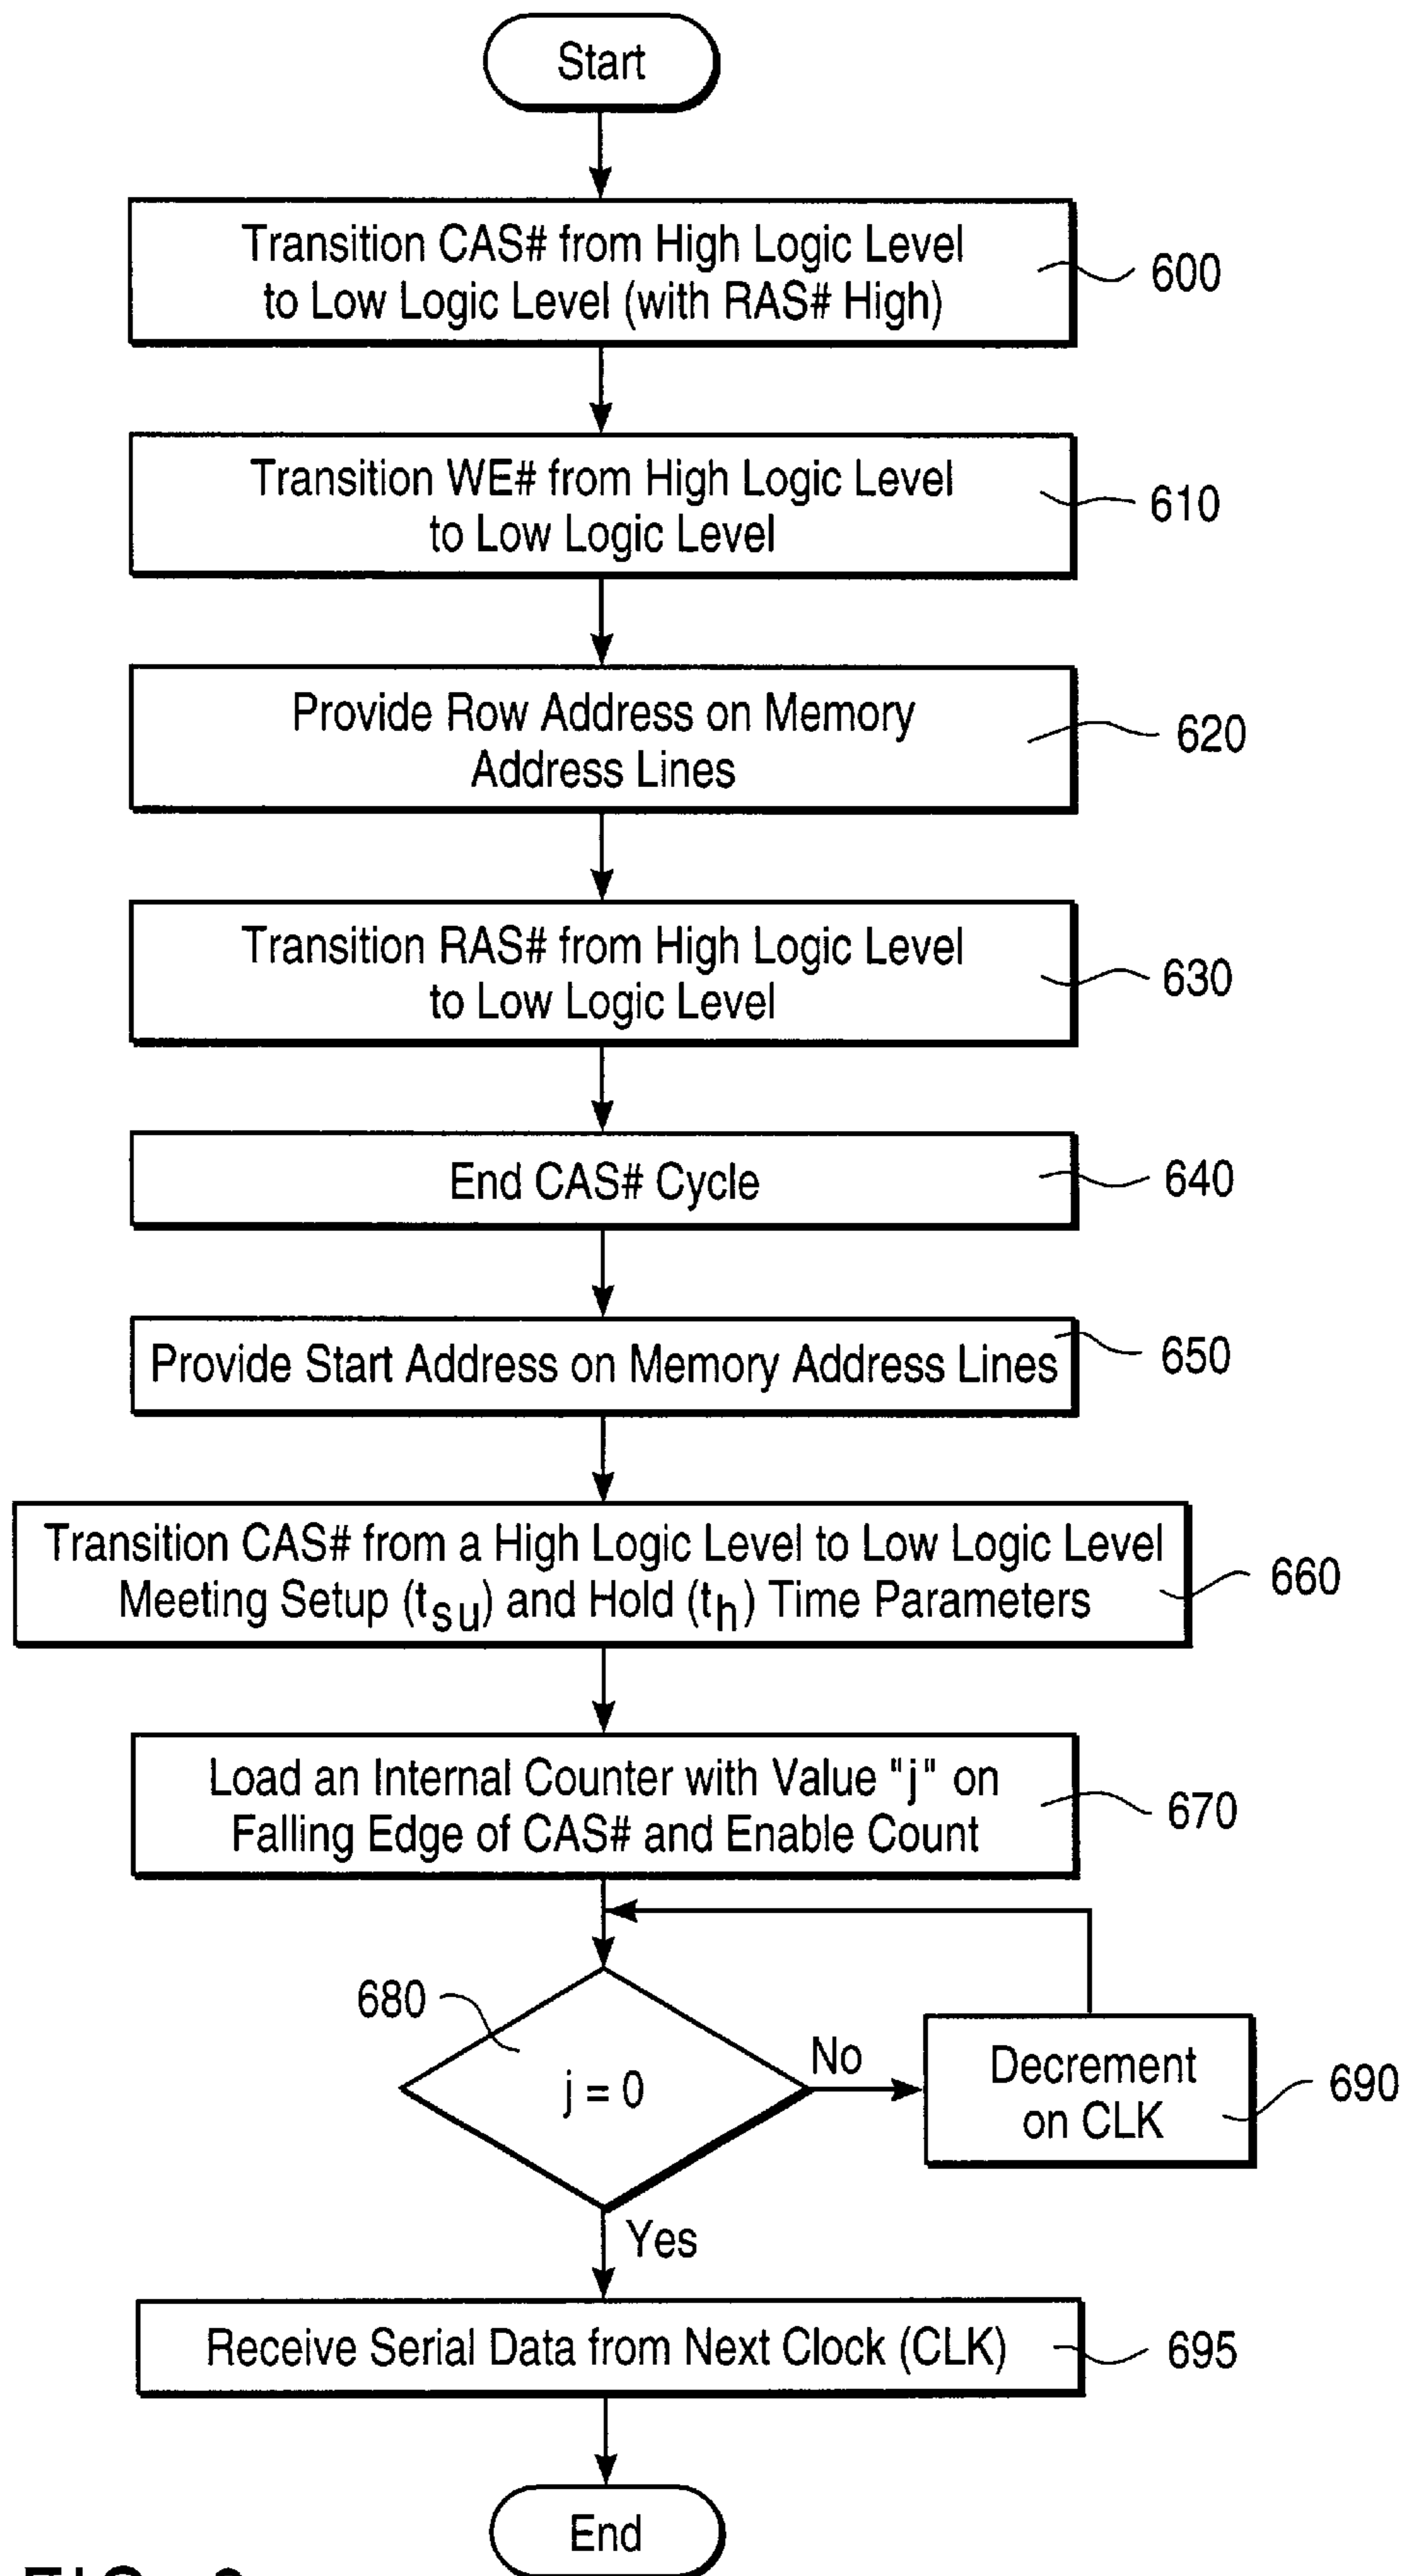 Start
Transition CAS# from High Logic Level
to Low Logic Level (with RAS# High)
600
Transition WE# from High Logic Level
to Low Logic Level
610
Provide Row Address on Memory
Address Lines
620
Transition RAS# from High Logic Level
to Low Logic Level
630
End CAS# Cycle
640
Provide Start Address on Memory Address Lines
650
Transition CAS# from a High Logic Level to Low Logic Level
Meeting Setup (tsu) and Hold (th) Time Parameters
660
Load an Internal Counter with Value "j" on
Falling Edge of CAS# and Enable Count
670
680
j = 0
No
Decrement
on CLK
690
Yes
Receive Serial Data from Next Clock (CLK)
695
End